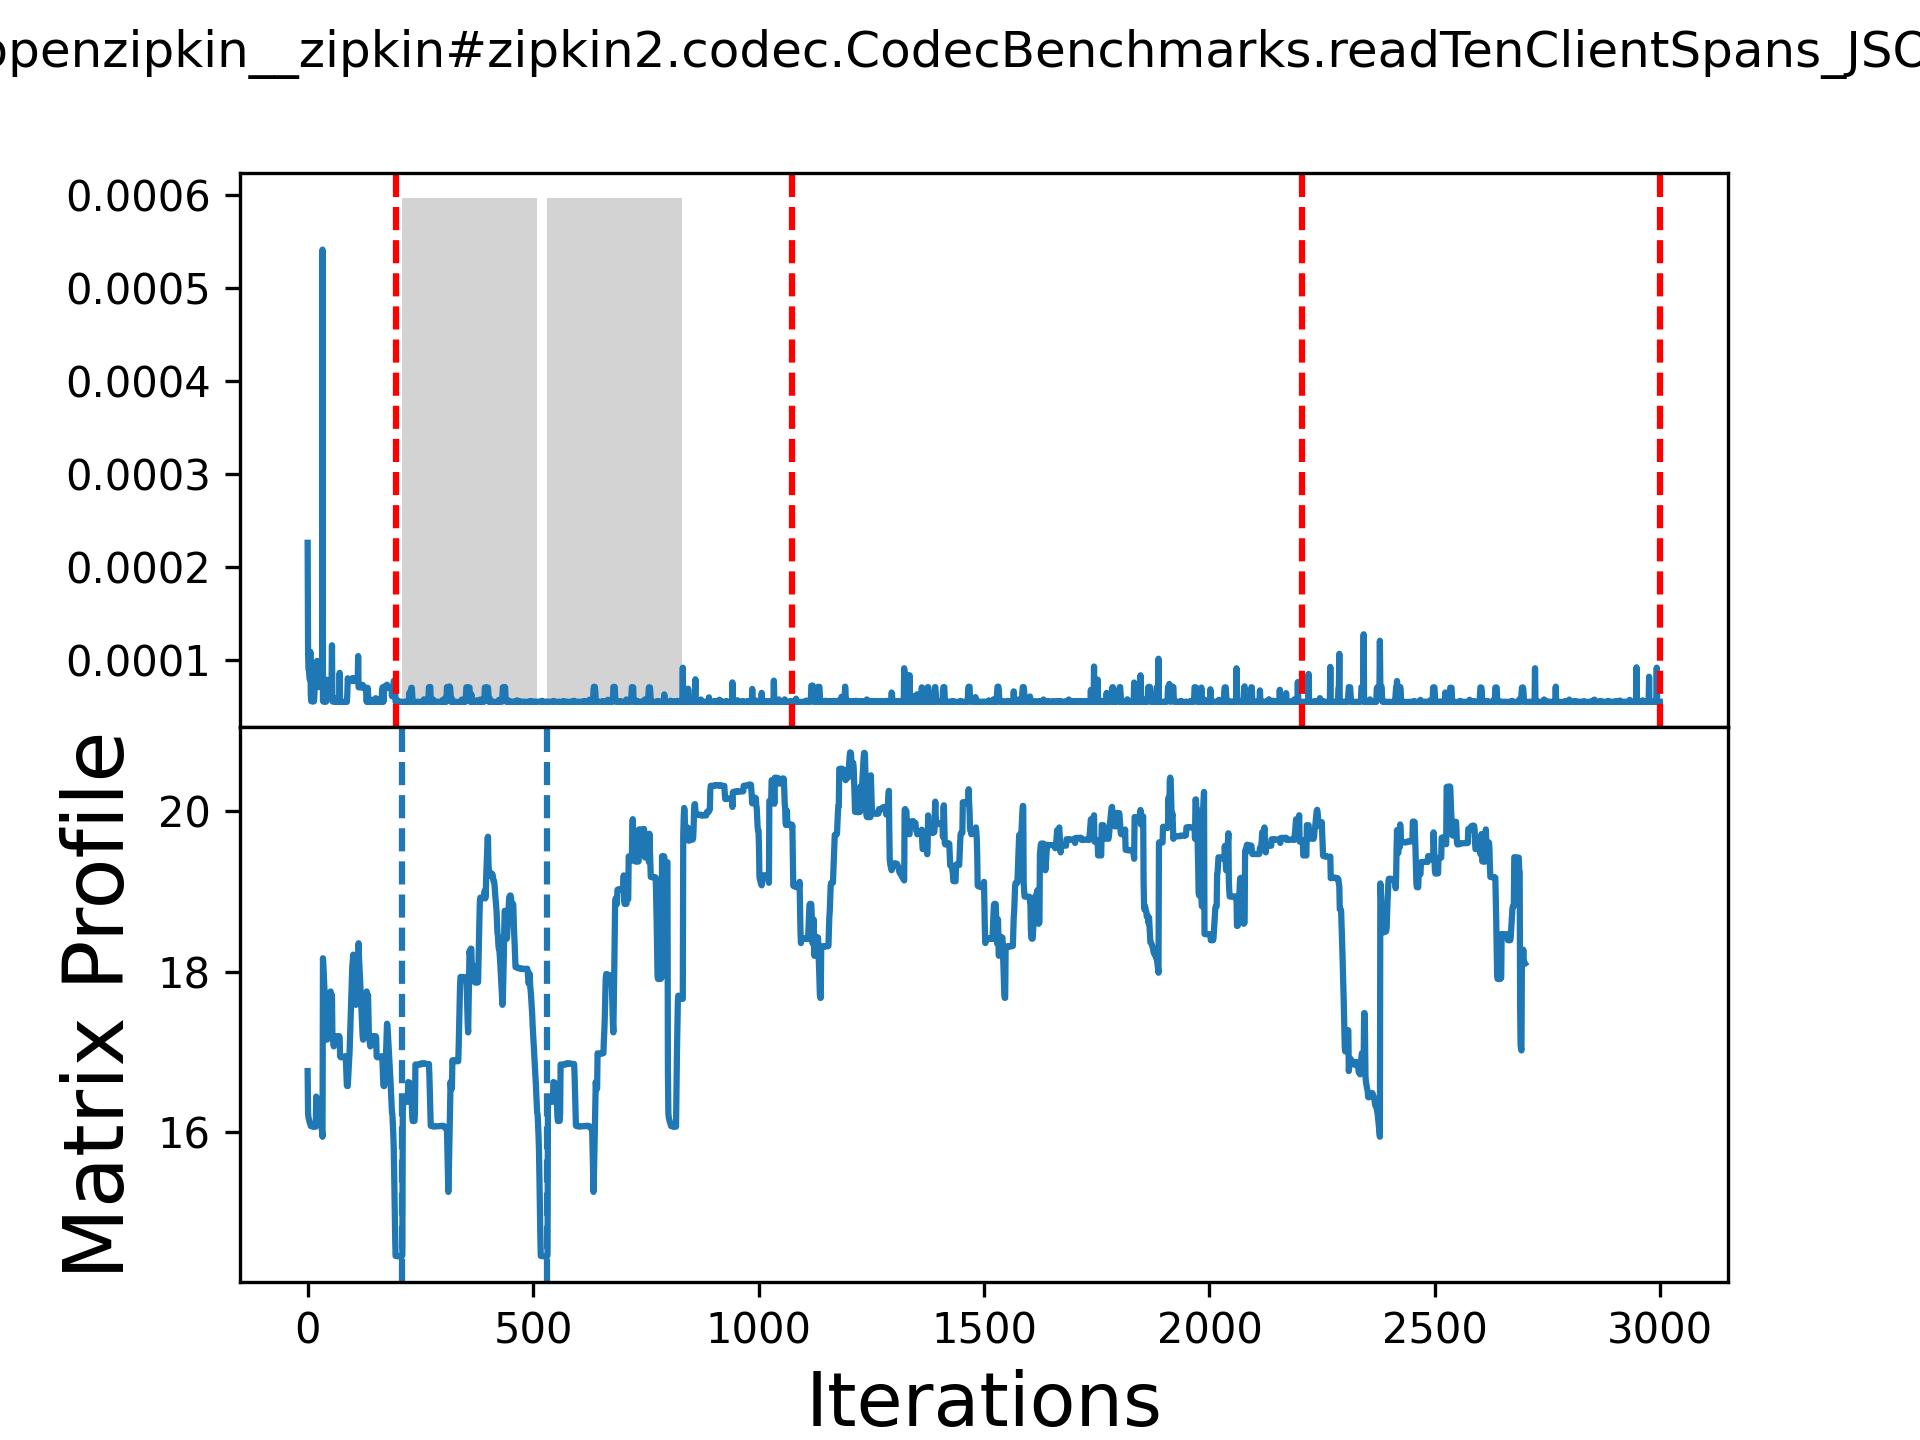 openzipkin__zipkin#zipkin2.codec.CodecBenchmarks.readTenClientSpans_JSO
0.0006
0.0005
0.0004
0.0003
0.0002
0.0001
Matrix Profile
20
18
16
0 500 1000 1500 2000 2500 3000
Iterations